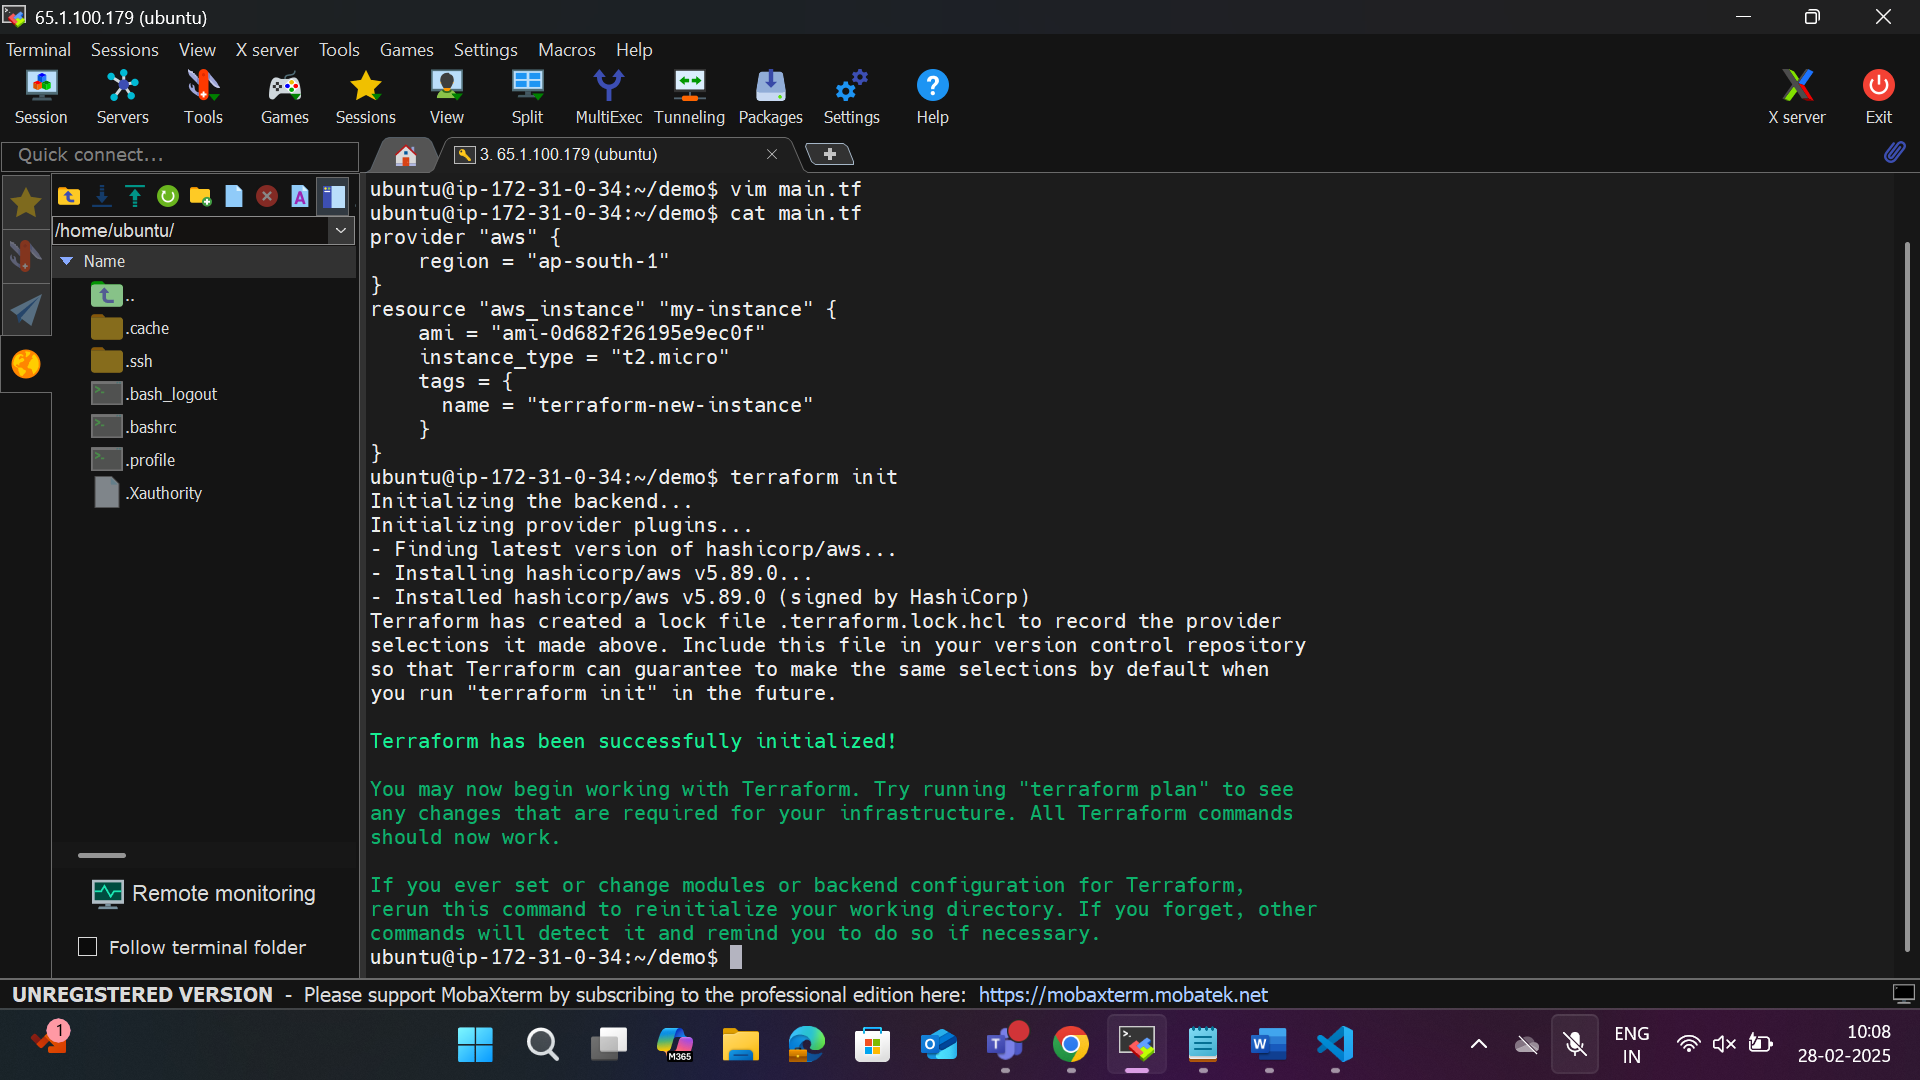 65.1.100.179 (ubuntu)
Terminal Sessions View X server Tools Games Settings Macros Help
Session Servers Tools Games Sessions View Split MultiExec Tunneling Packages Settings Help X server Exit
Quick connect...
3. 65.1.100.179 (ubuntu)
/home/ubuntu/
Name
..
.cache
.ssh
.bash_logout
.bashrc
.profile
.Xauthority
Remote monitoring
Follow terminal folder
ubuntu@ip-172-31-0-34:~/demo$ vim main.tf
ubuntu@ip-172-31-0-34:~/demo$ cat main.tf
provider "aws" {
    region = "ap-south-1"
}
resource "aws_instance" "my-instance" {
    ami = "ami-0d682f26195e9ec0f"
    instance_type = "t2.micro"
    tags = {
      name = "terraform-new-instance"
    }
}
ubuntu@ip-172-31-0-34:~/demo$ terraform init
Initializing the backend...
Initializing provider plugins...
- Finding latest version of hashicorp/aws...
- Installing hashicorp/aws v5.89.0...
- Installed hashicorp/aws v5.89.0 (signed by HashiCorp)
Terraform has created a lock file .terraform.lock.hcl to record the provider
selections it made above. Include this file in your version control repository
so that Terraform can guarantee to make the same selections by default when
you run "terraform init" in the future.
Terraform has been successfully initialized!
You may now begin working with Terraform. Try running "terraform plan" to see
any changes that are required for your infrastructure. All Terraform commands
should now work.
If you ever set or change modules or backend configuration for Terraform,
rerun this command to reinitialize your working directory. If you forget, other
commands will detect it and remind you to do so if necessary.
ubuntu@ip-172-31-0-34:~/demo$
UNREGISTERED VERSION - Please support MobaXterm by subscribing to the professional edition here: https://mobaxterm.mobatek.net
1
M365
ENG
IN
10:08
28-02-2025